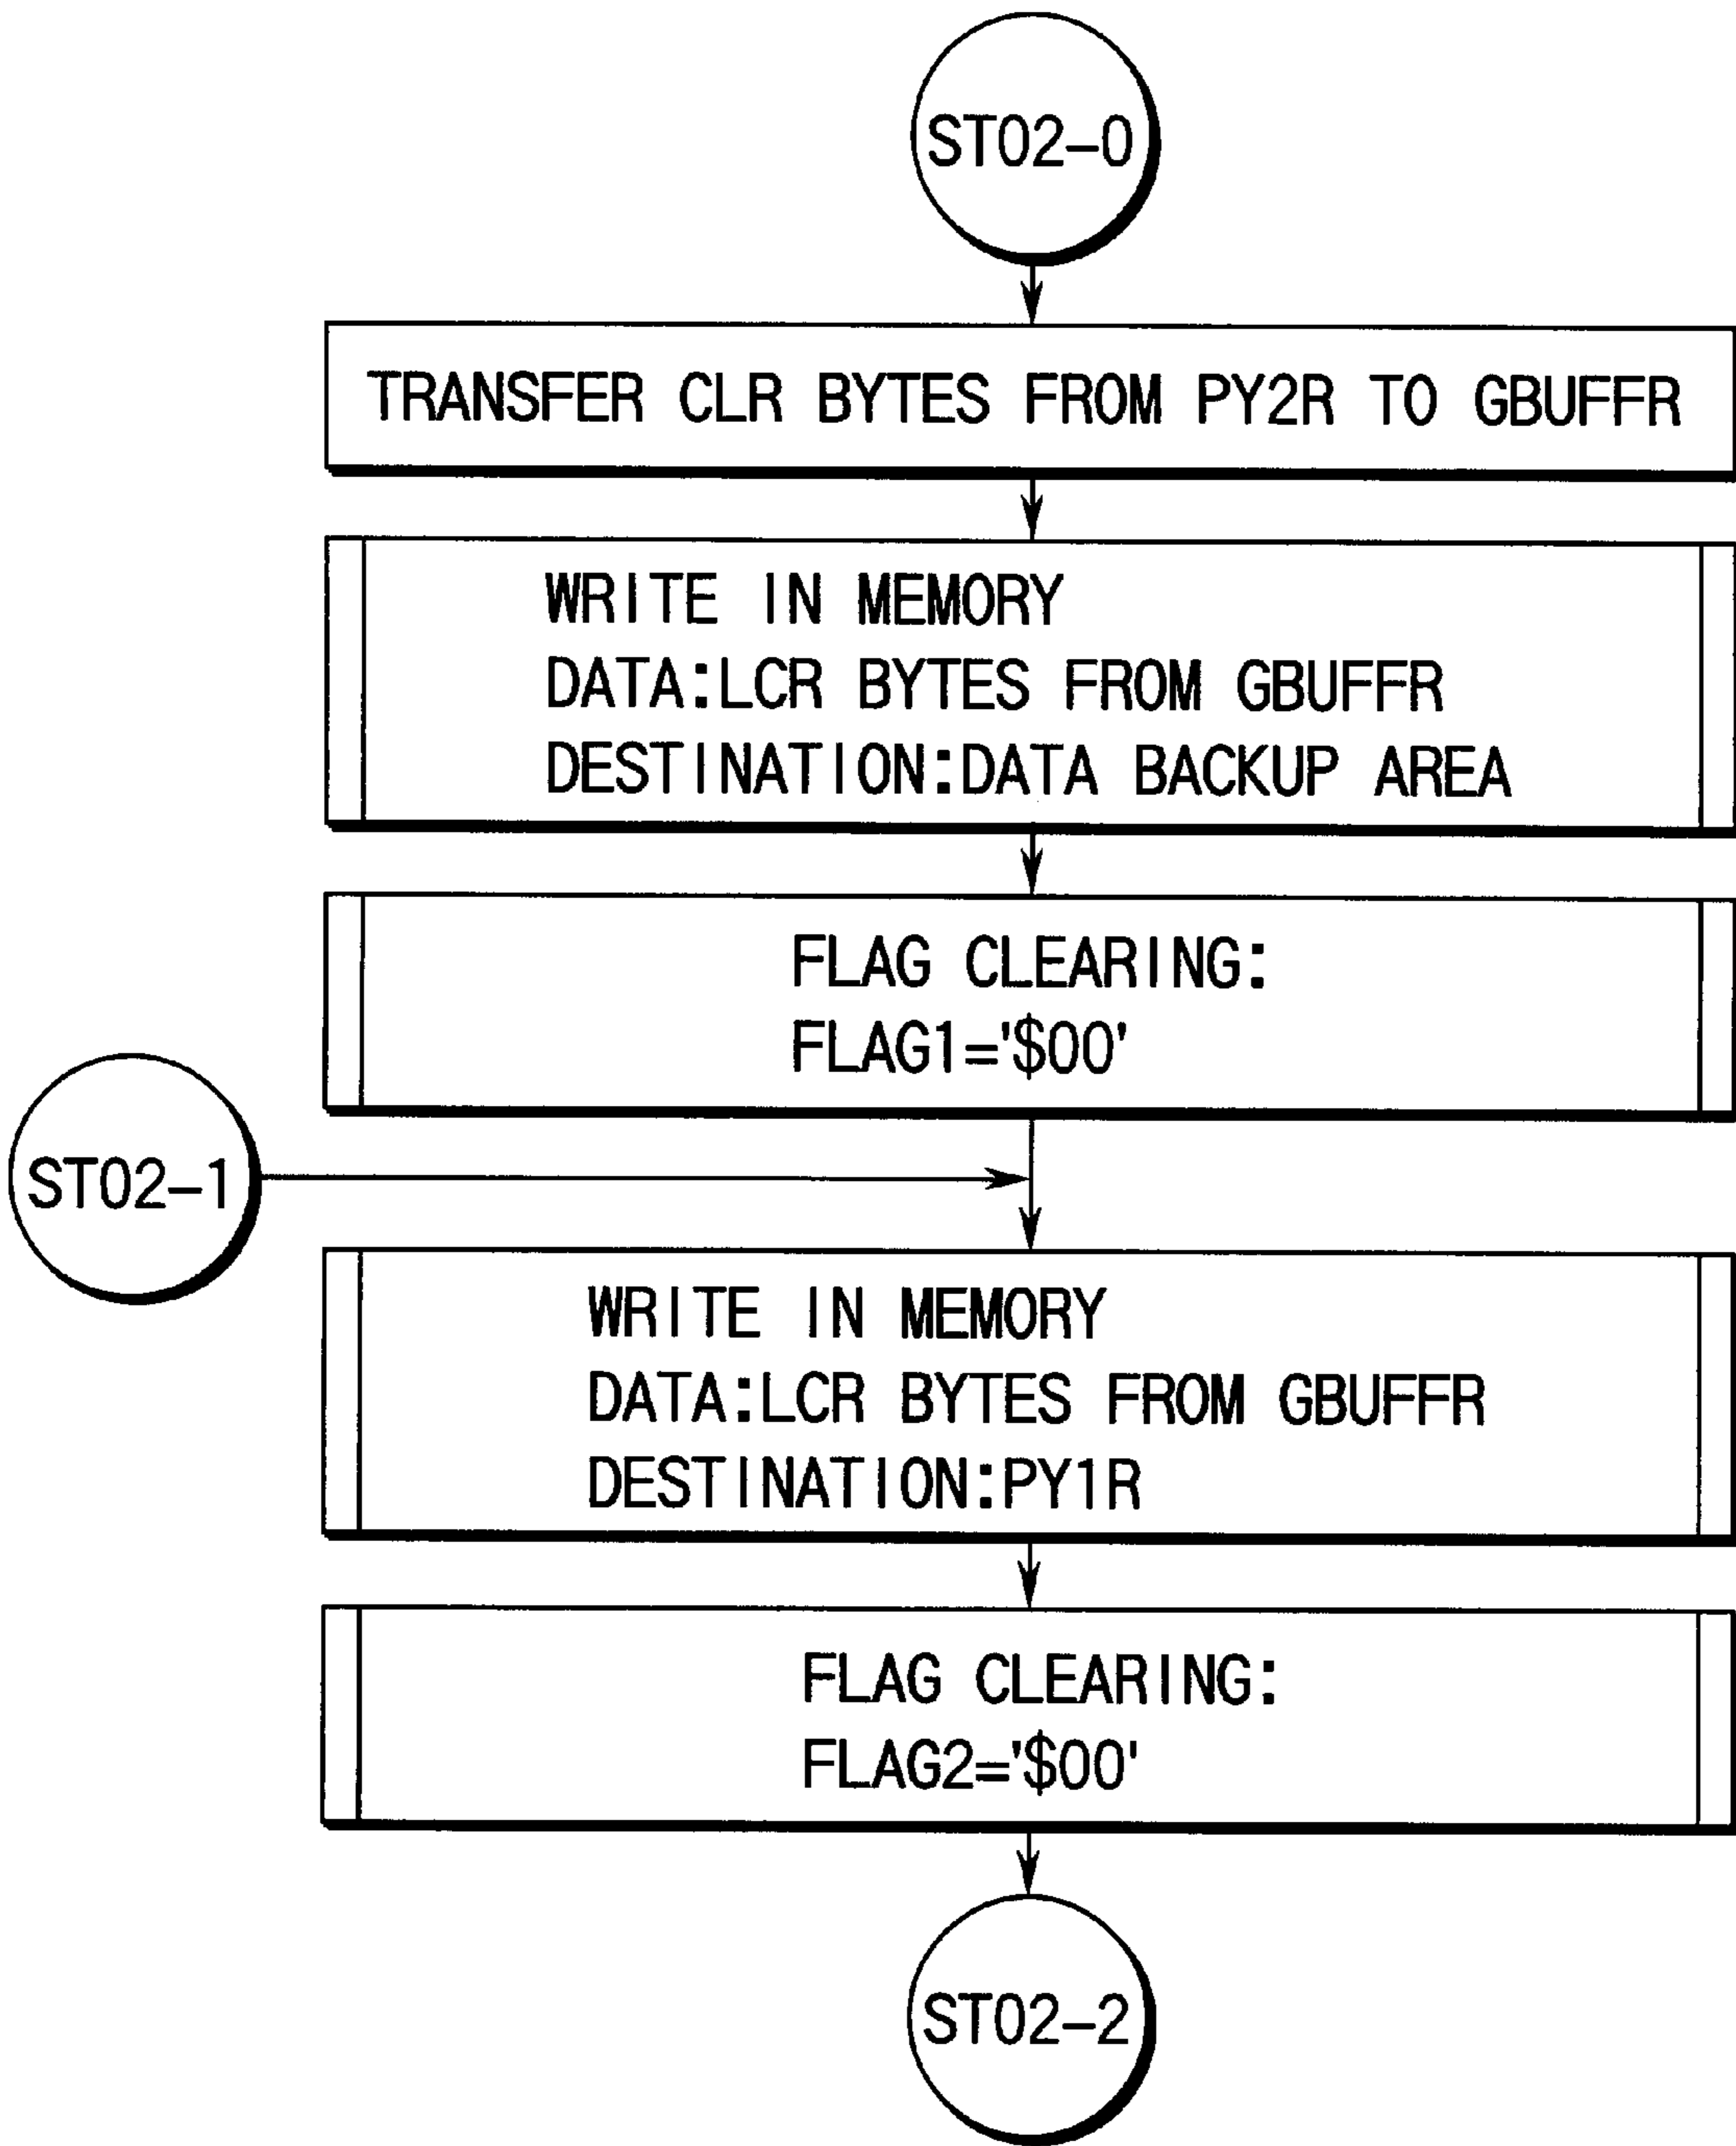 ST02-0
TRANSFER CLR BYTES FROM PY2R TO GBUFFR
WRITE IN MEMORY
DATA:LCR BYTES FROM GBUFFR
DESTINATION:DATA BACKUP AREA
FLAG CLEARING:
FLAG1='$00'
ST02-1
WRITE IN MEMORY
DATA:LCR BYTES FROM GBUFFR
DESTINATION:PY1R
FLAG CLEARING:
FLAG2='$00'
ST02-2